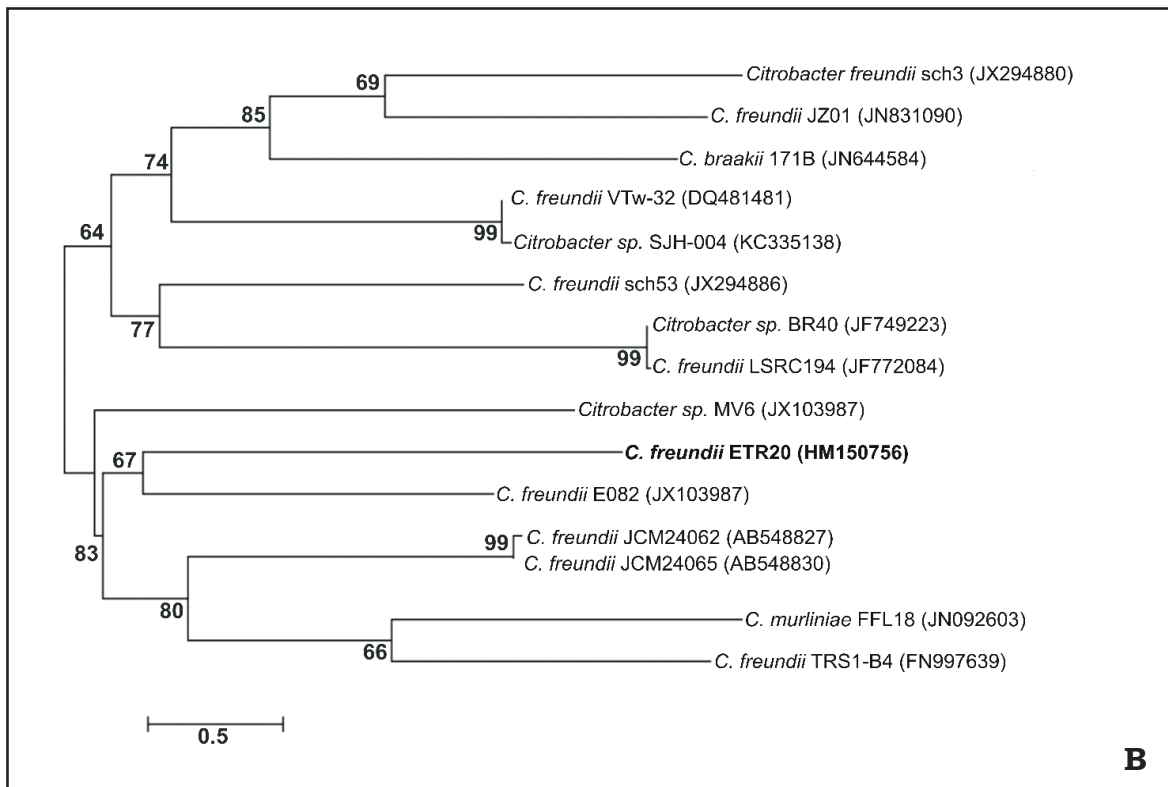 69
Citrobacter freundii sch3 (JX294880)
85
C. freundii JZ01 (JN831090)
74
C. braakii 171B (JN644584)
C. freundii VTw-32 (DQ481481)
64
99
Citrobacter sp. SJH-004 (KC335138)
C. freundii sch53 (JX294886)
77
Citrobacter sp. BR40 (JF749223)
99
C. freundii LSRC194 (JF772084)
Citrobacter sp. MV6 (JX103987)
67
C. freundii ETR20 (HM150756)
C. freundii E082 (JX103987)
83
99
C. freundii JCM24062 (AB548827)
C. freundii JCM24065 (AB548830)
80
C. murliniae FFL18 (JN092603)
66
C. freundii TRS1-B4 (FN997639)
0.5
B